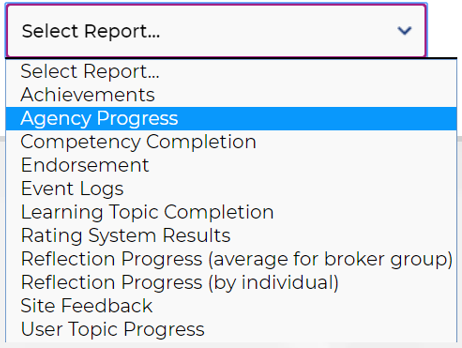 Select Report...
Select Report...
Achievements
Agency Progress
Competency Completion
Endorsement
Event Logs
Learning Topic Completion
Rating System Results
Reflection Progress (average for broker group)
Reflection Progress (by individual)
Site Feedback
User Topic Progress